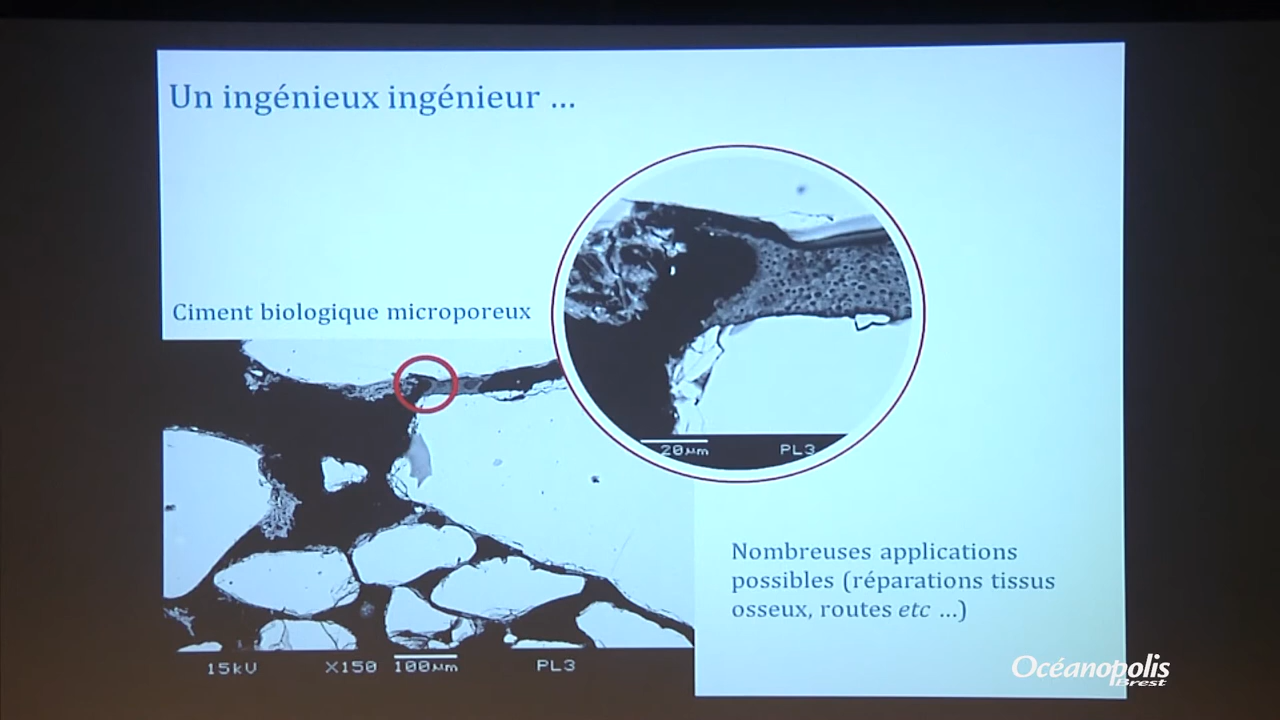 Un ingénieux ingénieur ...
Ciment biologique microporeux
20µm PL3
15kV X150 100µm PL3
Nombreuses applications
possibles (réparations tissus
osseux, routes etc ...)
Océanopolis
Brest